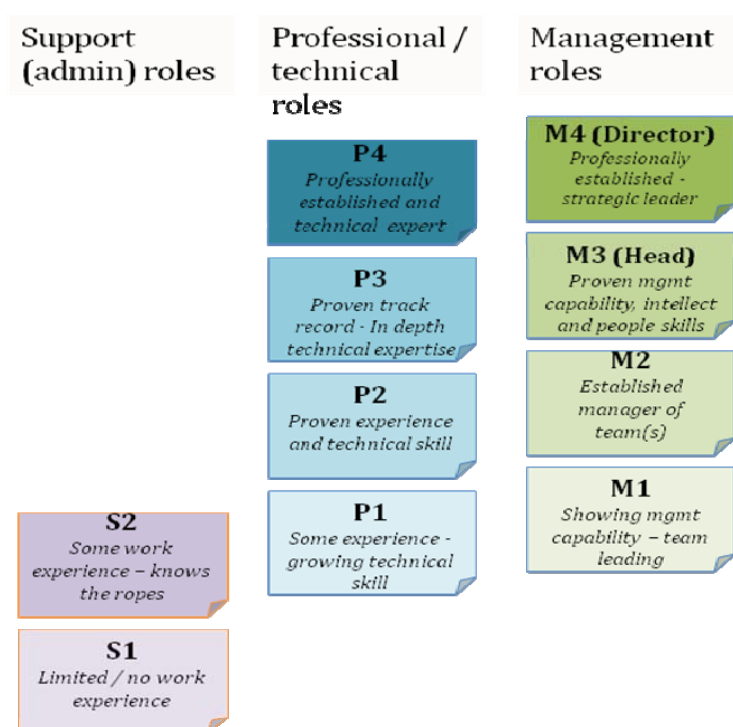 Support
(admin) roles
Professional /
technical
roles
Management
roles
P4
Professionally
established and
technical expert
P3
Proven track
record - In depth
technical expertise
P2
Proven experience
and technical skill
P1
Some experience -
growing technical
skill
M4 (Director)
Professionally
established -
strategic leader
M3 (Head)
Proven mgmt
capability, intellect
and people skills
M2
Established
manager of
team(s)
M1
Showing mgmt
capability – team
leading
S2
Some work
experience – knows
the ropes
S1
Limited / no work
experience